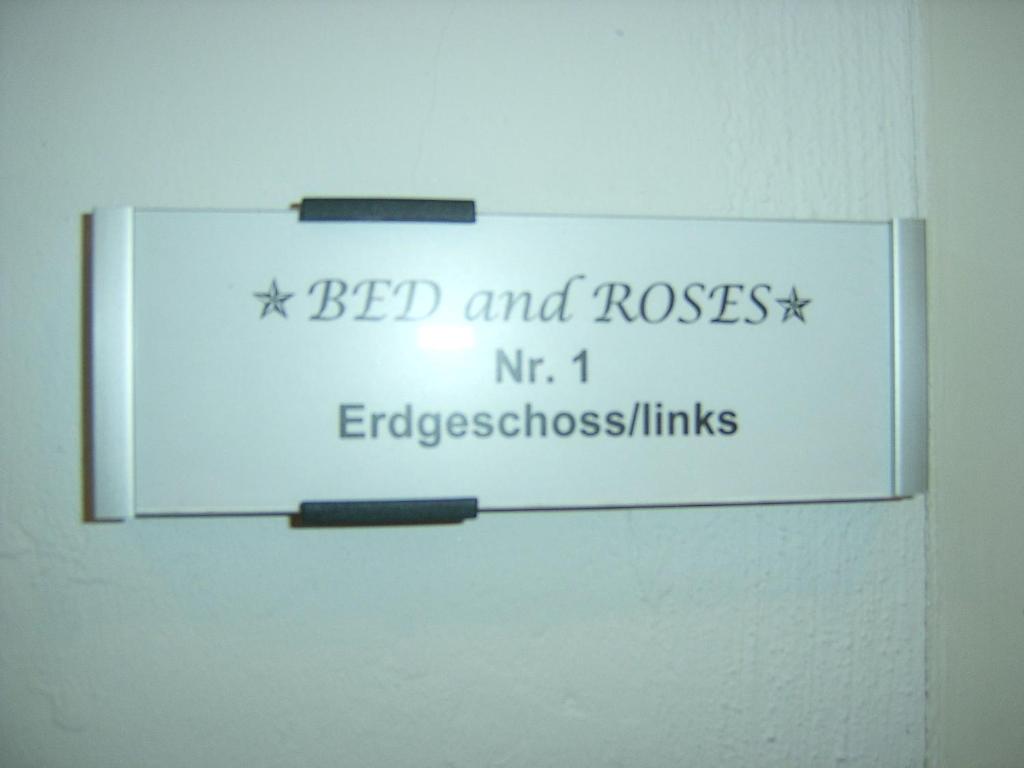 ★BED and ROSES★
Nr. 1
Erdgeschoss/links